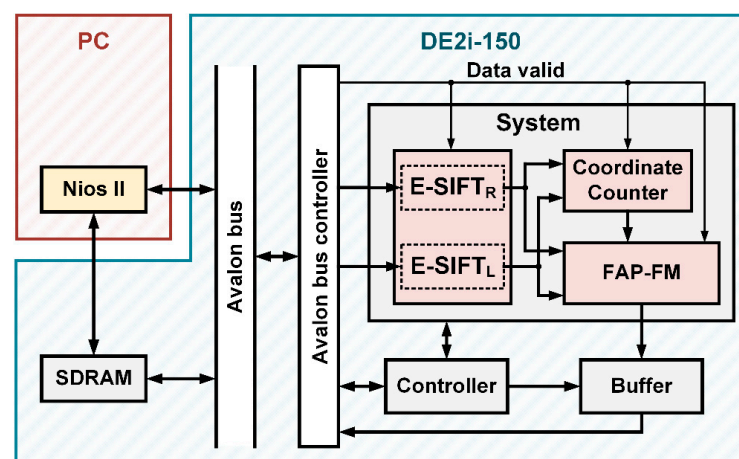 PC
DE2i-150
Data valid
System
Nios II
E-SIFTR
Coordinate
Counter
Avalon bus
Avalon bus controller
E-SIFTL
FAP-FM
SDRAM
Controller
Buffer